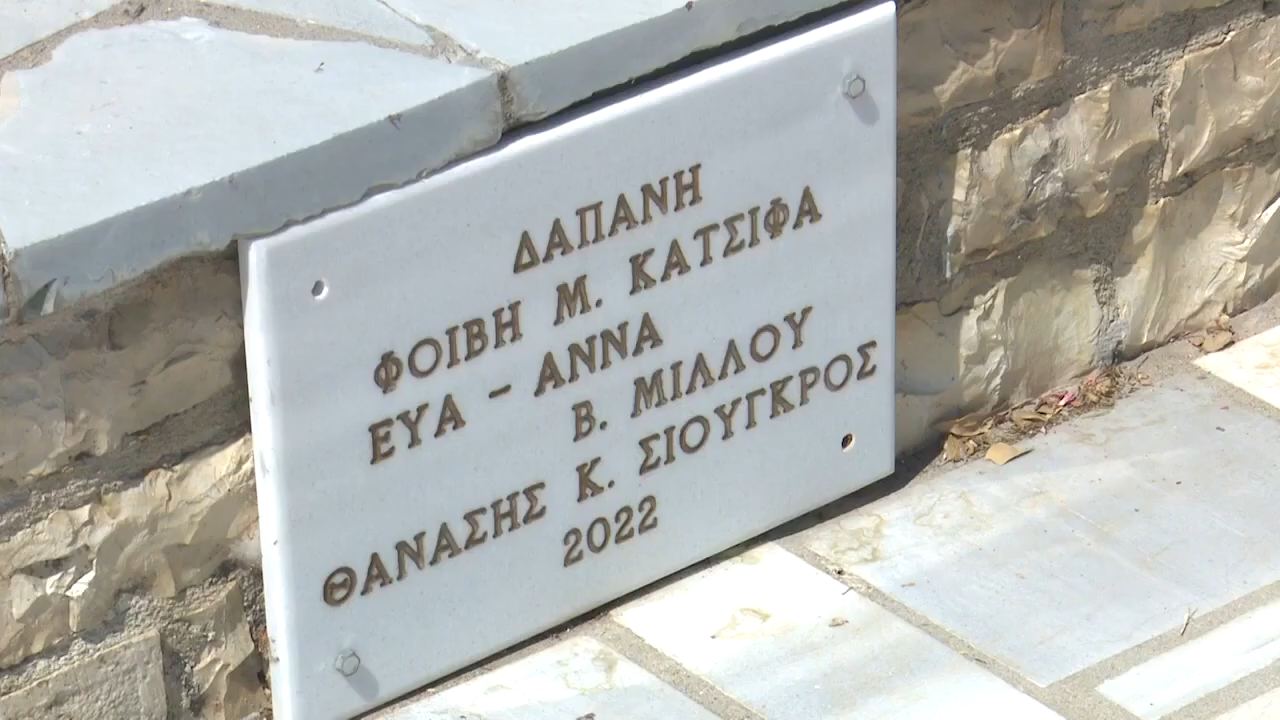 ΔΑΠΑΝΗ
ΦΟΙΒΗ Μ. ΚΑΤΣΙΦΑ
ΕΥΑ - ΑΝΝΑ
Β. ΜΙΛΛΟΥ
ΘΑΝΑΣΗΣ Κ. ΣΙΟΥΓΚΡΟΣ
2022